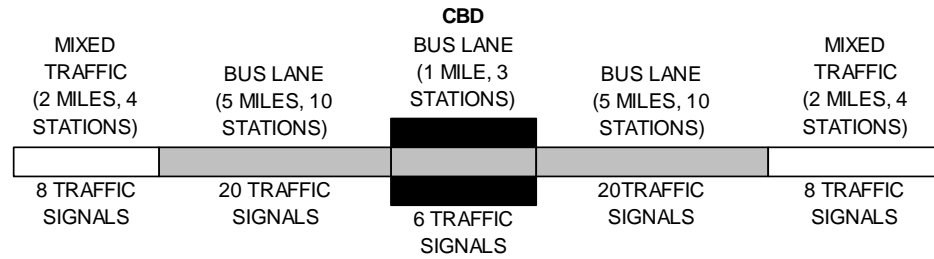 CBD
MIXED
TRAFFIC
(2 MILES, 4
STATIONS)
BUS LANE
(5 MILES, 10
STATIONS)
BUS LANE
(1 MILE, 3
STATIONS)
BUS LANE
(5 MILES, 10
STATIONS)
MIXED
TRAFFIC
(2 MILES, 4
STATIONS)
8 TRAFFIC
SIGNALS
20 TRAFFIC
SIGNALS
6 TRAFFIC
SIGNALS
20TRAFFIC
SIGNALS
8 TRAFFIC
SIGNALS